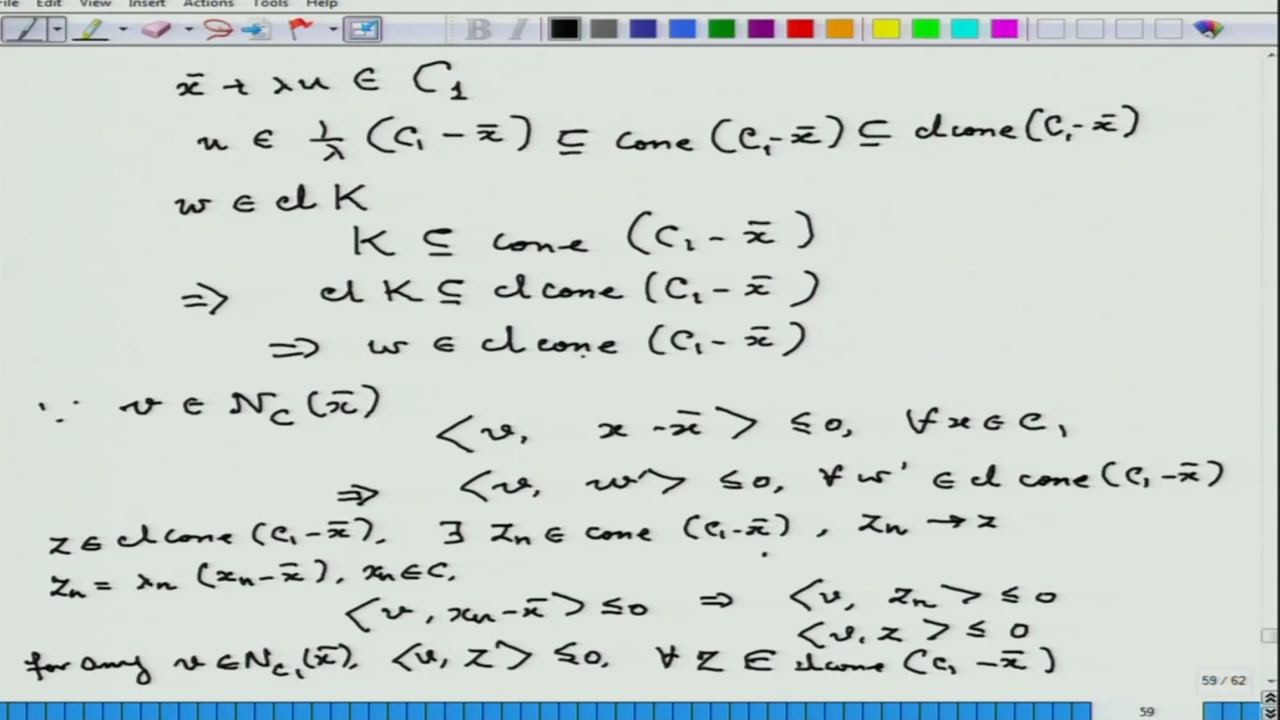 File Edit View Insert Actions Tools Help
x̄ + λu ∈ C₁
u ∈ 1/λ (C₁ - x̄) ⊆ cone (C₁-x̄) ⊆ cl cone (C₁-x̄)
w ∈ cl K
K ⊆ cone (C₁ - x̄)
⇒ cl K ⊆ cl cone (C₁ - x̄)
⇒ w ∈ cl cone (C₁- x̄)
∵ v ∈ N_C (x̄)
<v, x - x̄> ≤ 0, ∀ x ∈ C₁
⇒ <v, w'> ≤ 0, ∀ w' ∈ cl cone (C₁ - x̄)
z ∈ cl cone (C₁-x̄), ∃ zₙ ∈ cone (C₁-x̄), zₙ → z
zₙ = λₙ (xₙ-x̄), xₙ ∈ C₁
<v, xₙ - x̄> ≤ 0 ⇒ <v, zₙ> ≤ 0
<v, z> ≤ 0
for any v ∈ N_C₁(x̄), <v, z> ≤ 0, ∀ z ∈ cl cone (C₁ - x̄)
59 / 62
59